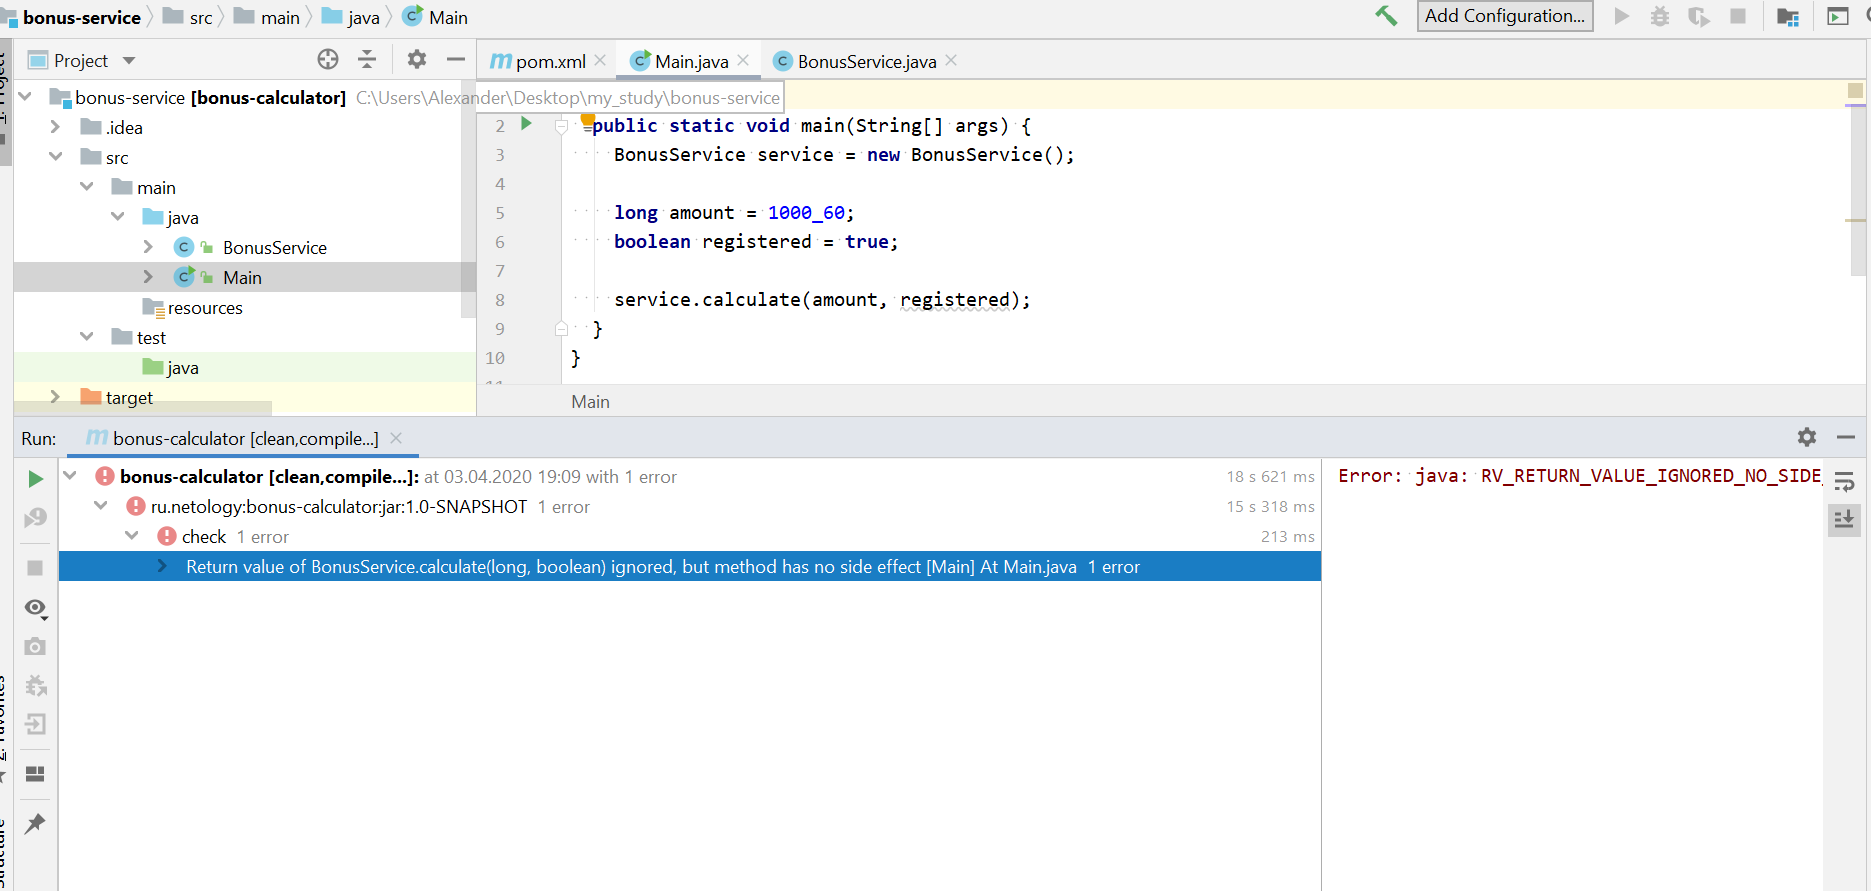 bonus-service src main java Main Add Configuration...
Project
pom.xml Main.java BonusService.java
bonus-service [bonus-calculator] C:\Users\Alexander\Desktop\my_study\bonus-service
.idea
src
main
java
BonusService
Main
resources
test
java
target
2 public static void main(String[] args) {
3 BonusService service = new BonusService();
4
5 long amount = 1000_60;
6 boolean registered = true;
7
8 service.calculate(amount, registered);
9 }
10 }
Main
Run: bonus-calculator [clean,compile...]
bonus-calculator [clean,compile...]: at 03.04.2020 19:09 with 1 error 18 s 621 ms
ru.netology:bonus-calculator:jar:1.0-SNAPSHOT 1 error 15 s 318 ms
check 1 error 213 ms
Return value of BonusService.calculate(long, boolean) ignored, but method has no side effect [Main] At Main.java 1 error
Error: java: RV_RETURN_VALUE_IGNORED_NO_SIDE_